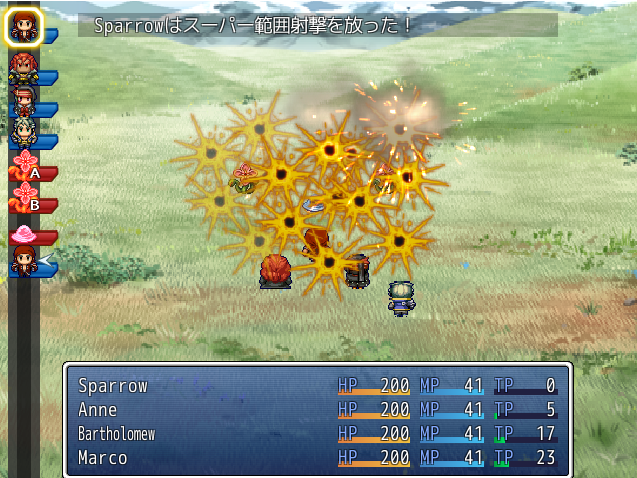 Sparrowはスーパー範囲射撃を放った！
A
B
Sparrow HP 200 MP 41 TP 0
Anne HP 200 MP 41 TP 5
Bartholomew HP 200 MP 41 TP 17
Marco HP 200 MP 41 TP 23